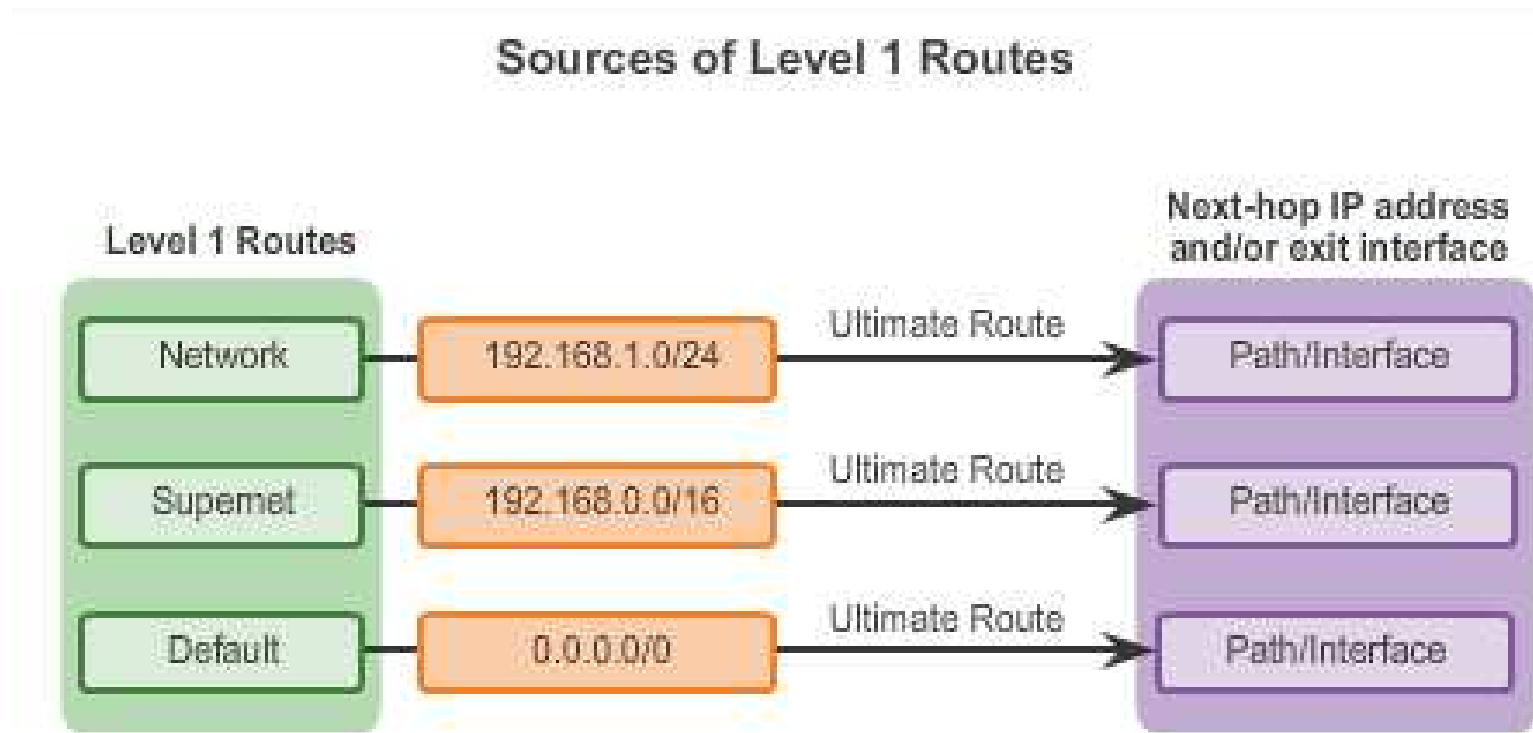 Sources of Level 1 Routes
Level 1 Routes
Next-hop IP address
and/or exit interface
Network
192.168.1.0/24
Ultimate Route
Path/Interface
Supernet
192.168.0.0/16
Ultimate Route
Path/Interface
Default
0.0.0.0/0
Ultimate Route
Path/Interface